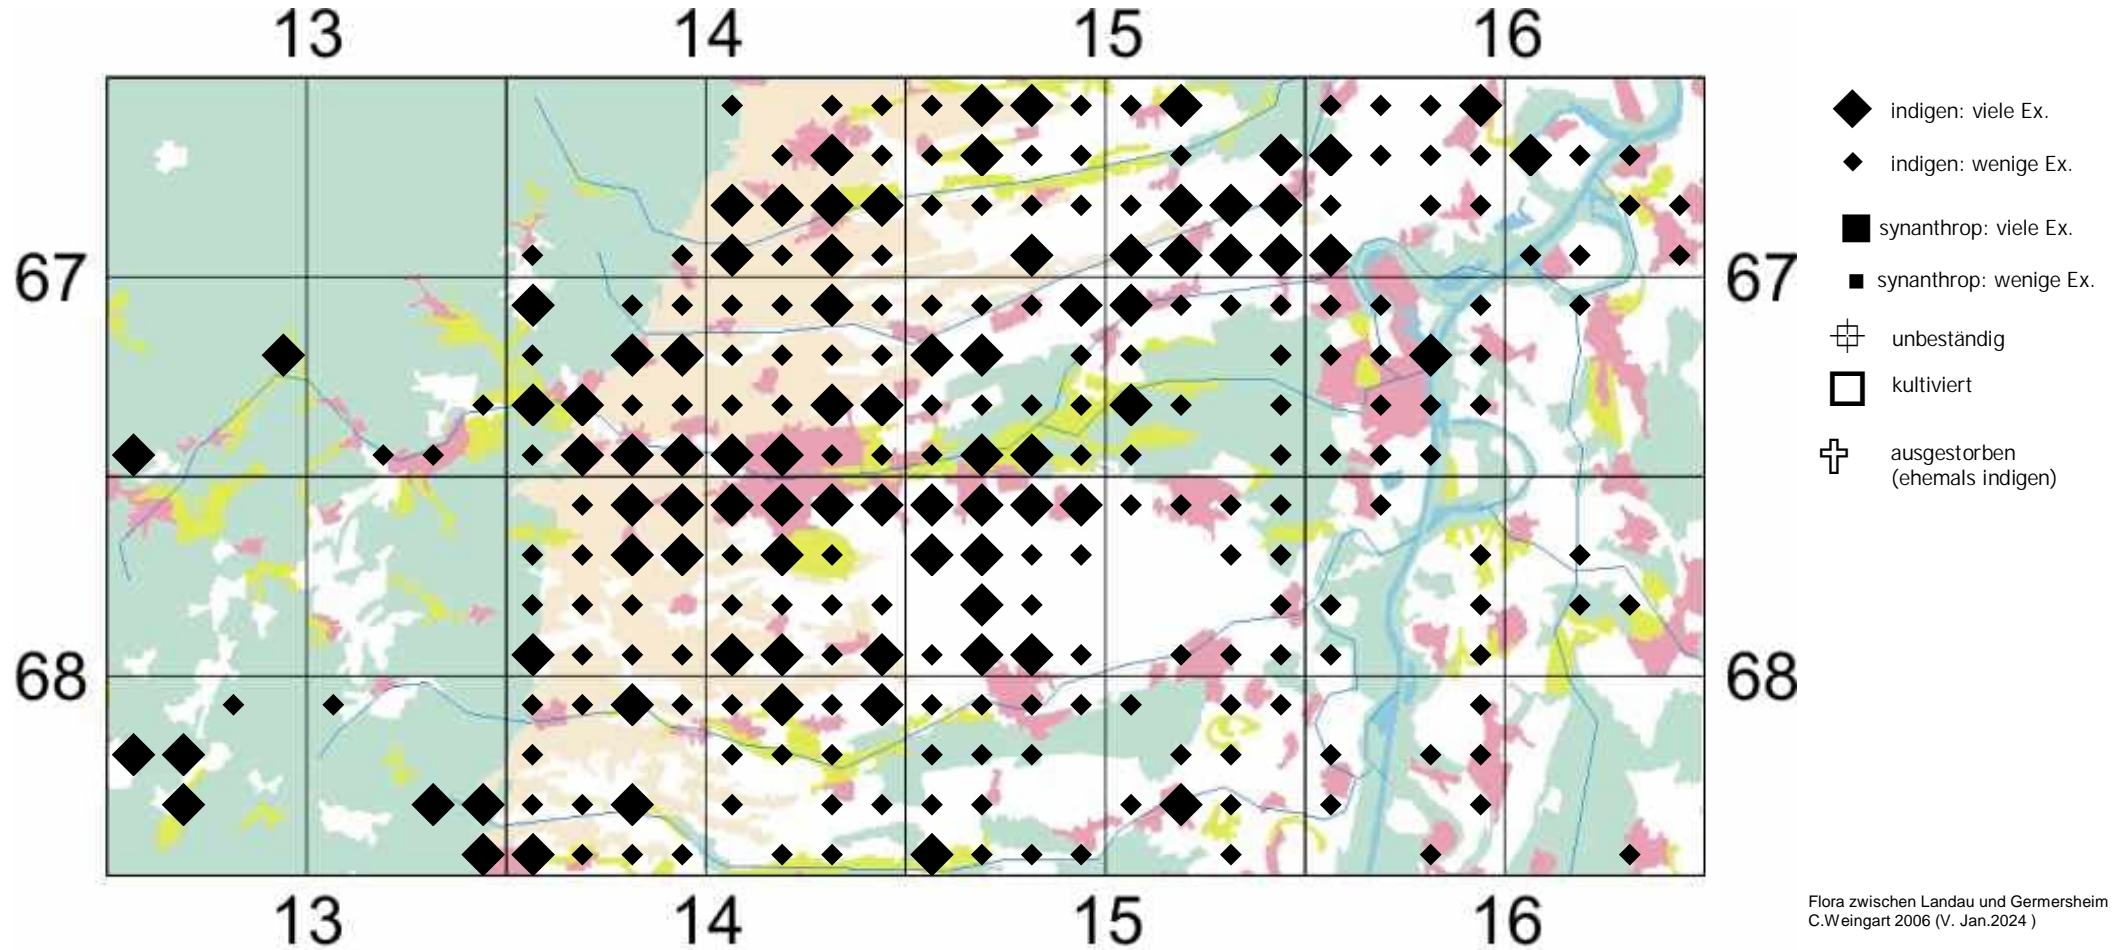 13 14 15 16
indigen: viele Ex.
indigen: wenige Ex.
synanthrop: viele Ex.
67 67
synanthrop: wenige Ex.
unbeständig
kultiviert
ausgestorben
(ehemals indigen)
68 68
13 14 15 16
Flora zwischen Landau und Germersheim
C.Weingart 2006 (V. Jan.2024 )